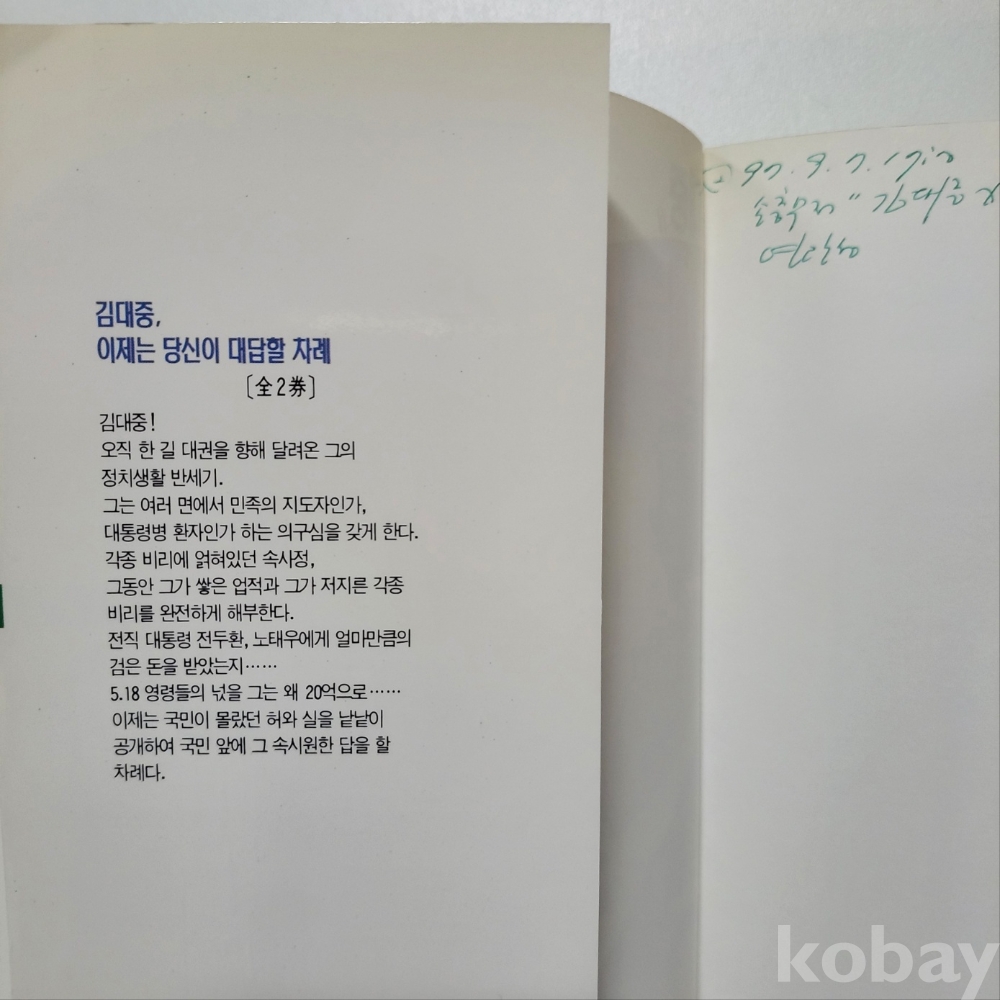 김대중,
이제는 당신이 대답할 차례
[全2券]
김대중!
오직 한 길 대권을 향해 달려온 그의
정치생활 반세기.
그는 여러 면에서 민족의 지도자인가,
대통령병 환자인가 하는 의구심을 갖게 한다.
각종 비리에 얽혀있던 속사정,
그동안 그가 쌓은 업적과 그가 저지른 각종
비리를 완전하게 해부한다.
전직 대통령 전두환, 노태우에게 얼마만큼의
검은 돈을 받았는지……
5.18 영령들의 넋을 그는 왜 20억으로……
이제는 국민이 몰랐던 허와 실을 낱낱이
공개하여 국민 앞에 그 속시원한 답을 할
차례다.
97. 9. 7.
손충무의 "김대중
kobay